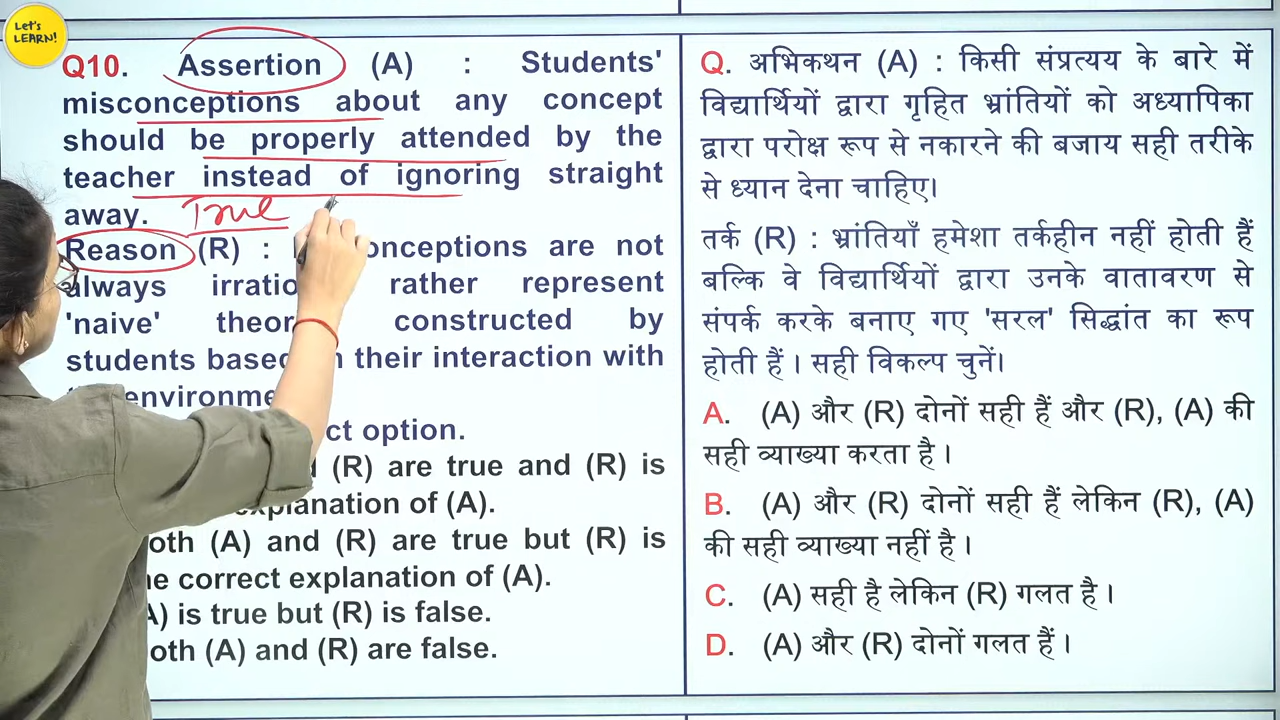 Let's
LEARN!
Q10. Assertion (A) : Students'
misconceptions about any concept
should be properly attended by the
teacher instead of ignoring straight
away. True
Reason (R) : onceptions are not
always irratio rather represent
'naive' theor constructed by
students based their interaction with
environme
ct option.
(R) are true and (R) is
explanation of (A).
oth (A) and (R) are true but (R) is
e correct explanation of (A).
A) is true but (R) is false.
oth (A) and (R) are false.
Q. अभिकथन (A) : किसी संप्रत्यय के बारे में
विद्यार्थियों द्वारा गृहित भ्रांतियों को अध्यापिका
द्वारा परोक्ष रूप से नकारने की बजाय सही तरीके
से ध्यान देना चाहिए।
तर्क (R) : भ्रांतियाँ हमेशा तर्कहीन नहीं होती हैं
बल्कि वे विद्यार्थियों द्वारा उनके वातावरण से
संपर्क करके बनाए गए 'सरल' सिद्धांत का रूप
होती हैं । सही विकल्प चुनें।
A. (A) और (R) दोनों सही हैं और (R), (A) की
सही व्याख्या करता है ।
B. (A) और (R) दोनों सही हैं लेकिन (R), (A)
की सही व्याख्या नहीं है ।
C. (A) सही है लेकिन (R) गलत है ।
D. (A) और (R) दोनों गलत हैं ।